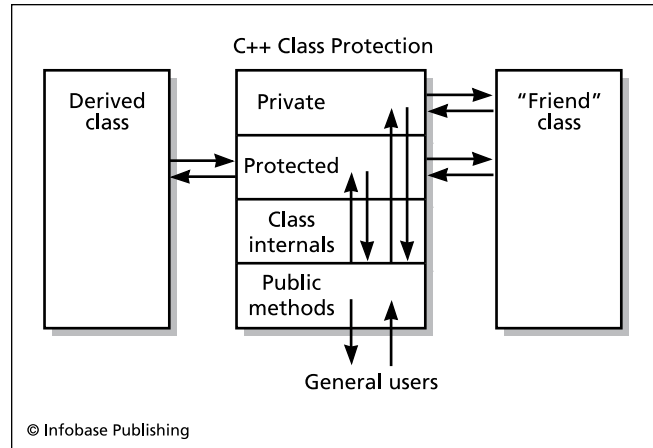 C++ Class Protection
Derived
class
Private
Protected
Class
internals
Public
methods
“Friend”
class
General users
© Infobase Publishing